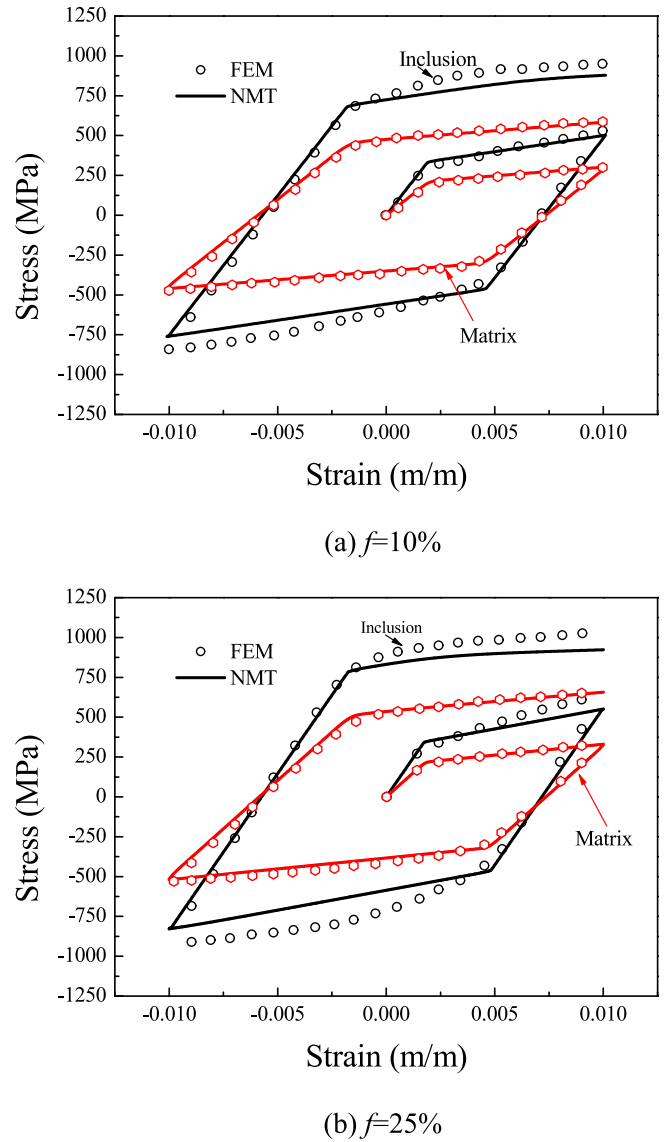 1250
1000
750
500
250
0
-250
-500
-750
-1000
-1250
Stress (MPa)
FEM
NMT
Inclusion
Matrix
-0.010 -0.005 0.000 0.005 0.010
Strain (m/m)
(a) f=10%
1250
1000
750
500
250
0
-250
-500
-750
-1000
-1250
Stress (MPa)
FEM
NMT
Inclusion
Matrix
-0.010 -0.005 0.000 0.005 0.010
Strain (m/m)
(b) f=25%